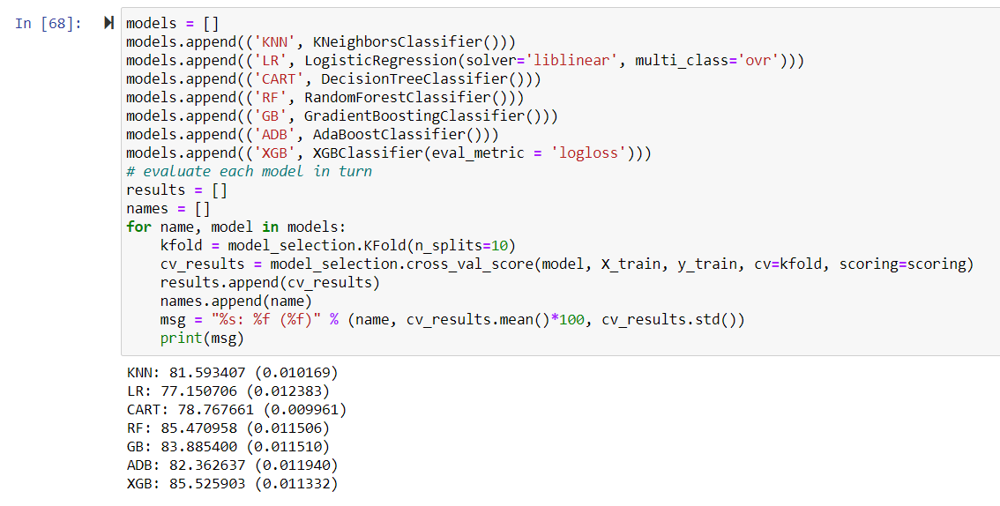 In [68]:
models = []
models.append(('KNN', KNeighborsClassifier()))
models.append(('LR', LogisticRegression(solver='liblinear', multi_class='ovr')))
models.append(('CART', DecisionTreeClassifier()))
models.append(('RF', RandomForestClassifier()))
models.append(('GB', GradientBoostingClassifier()))
models.append(('ADB', AdaBoostClassifier()))
models.append(('XGB', XGBClassifier(eval_metric = 'logloss')))
# evaluate each model in turn
results = []
names = []
for name, model in models:
    kfold = model_selection.KFold(n_splits=10)
    cv_results = model_selection.cross_val_score(model, X_train, y_train, cv=kfold, scoring=scoring)
    results.append(cv_results)
    names.append(name)
    msg = "%s: %f (%f)" % (name, cv_results.mean()*100, cv_results.std())
    print(msg)
KNN: 81.593407 (0.010169)
LR: 77.150706 (0.012383)
CART: 78.767661 (0.009961)
RF: 85.470958 (0.011506)
GB: 83.885400 (0.011510)
ADB: 82.362637 (0.011940)
XGB: 85.525903 (0.011332)